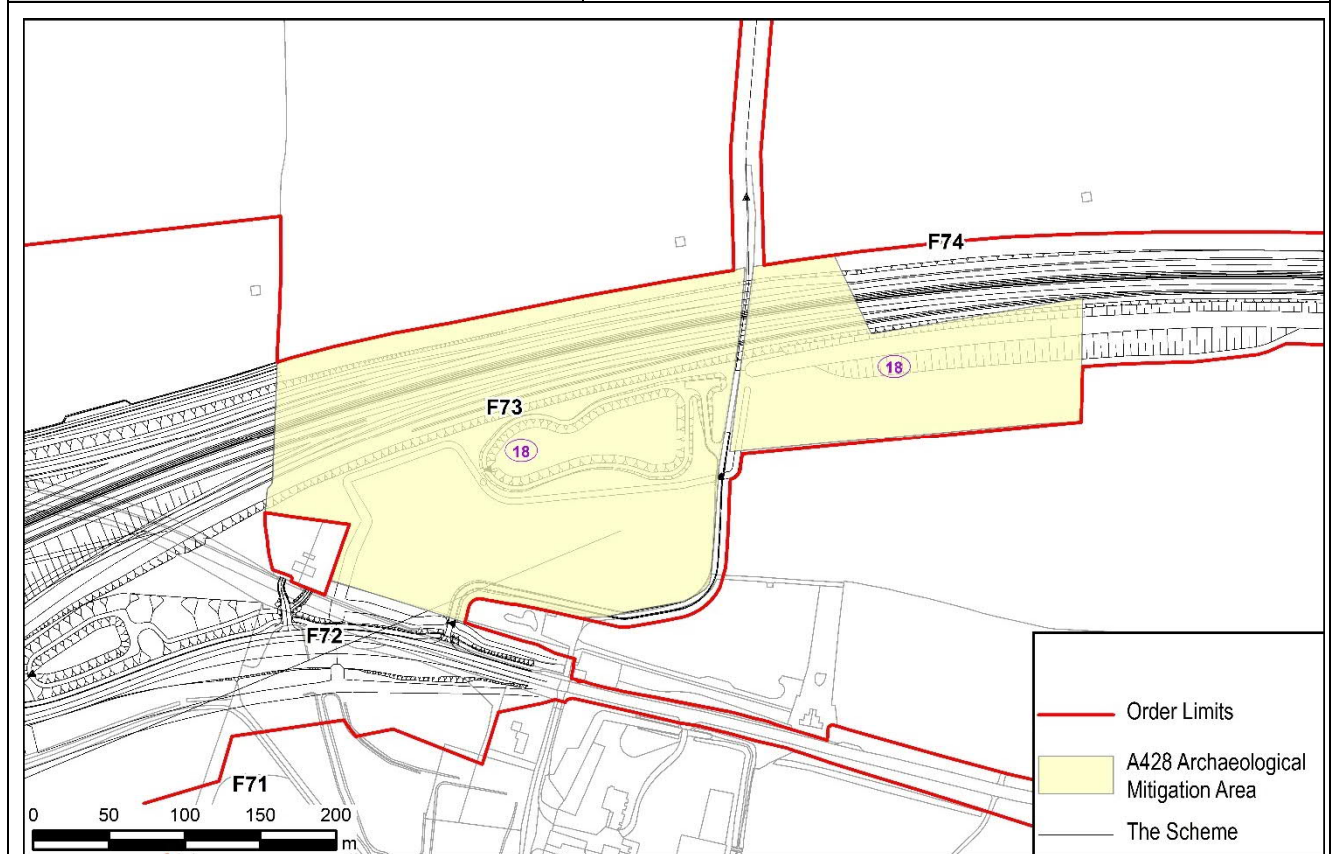 F74
18
F73
18
F72
F71
0 50 100 150 200
m
Order Limits
A428 Archaeological
Mitigation Area
The Scheme